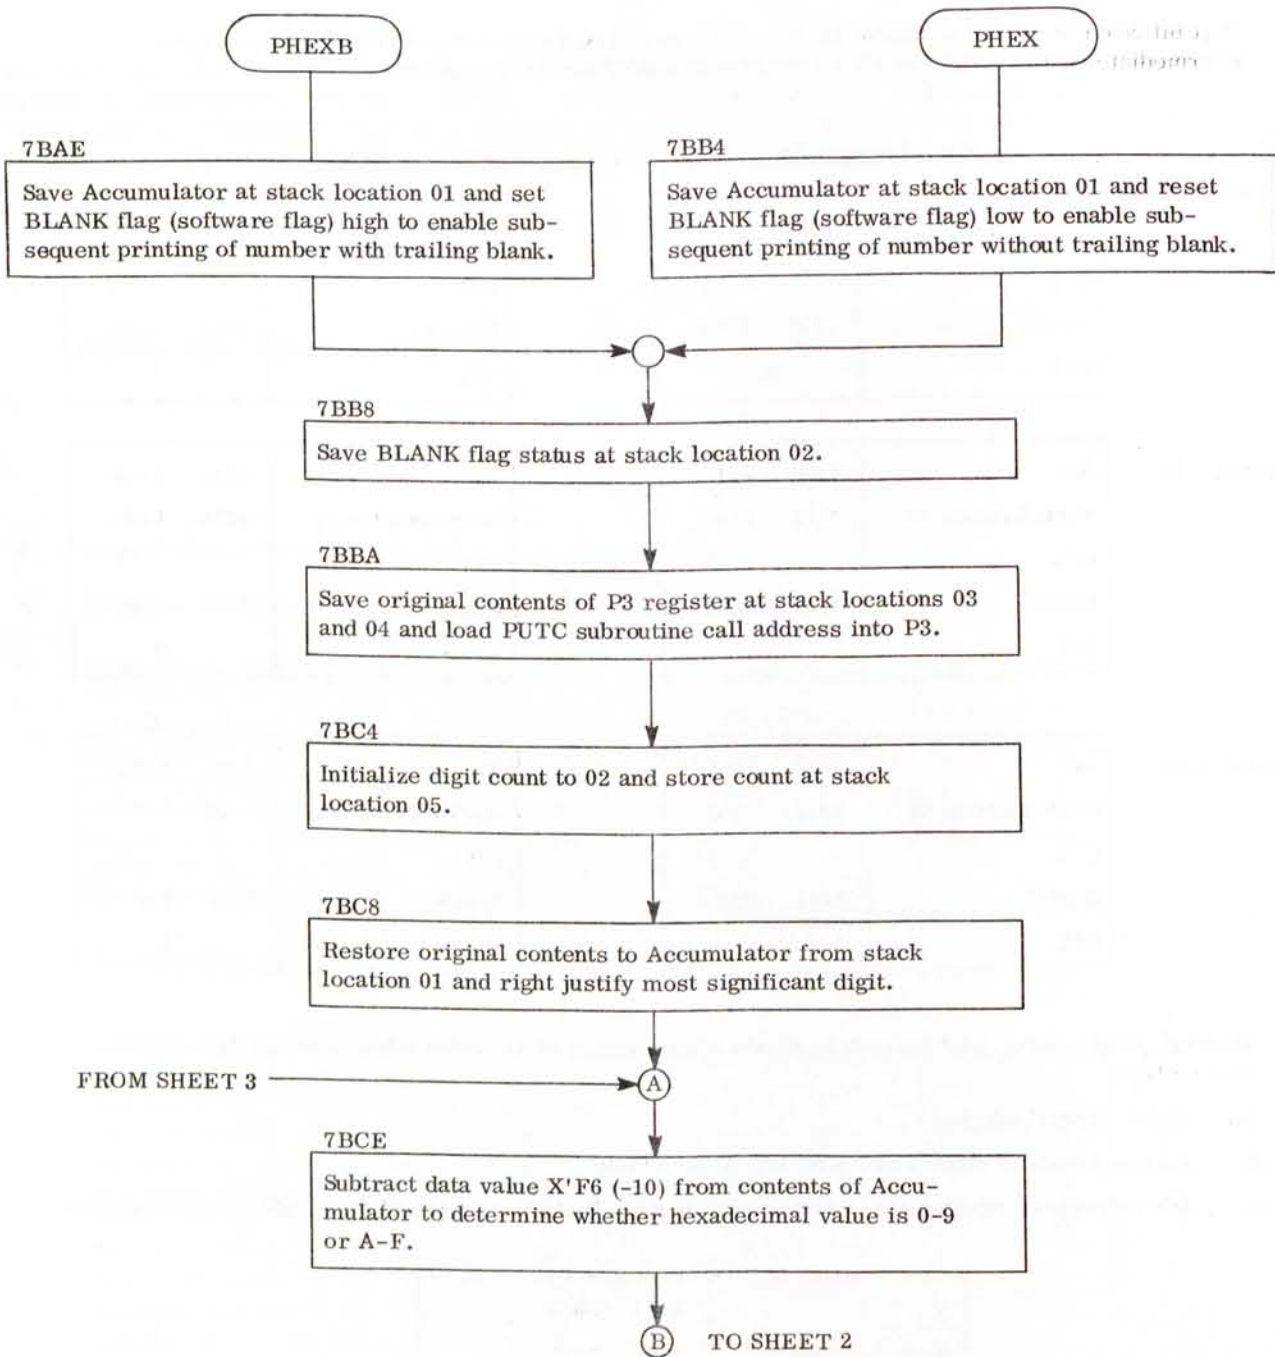 PHEXB
PHEX
7BAE
Save Accumulator at stack location 01 and set
BLANK flag (software flag) high to enable sub-
sequent printing of number with trailing blank.
7BB4
Save Accumulator at stack location 01 and reset
BLANK flag (software flag) low to enable sub-
sequent printing of number without trailing blank.
7BB8
Save BLANK flag status at stack location 02.
7BBA
Save original contents of P3 register at stack locations 03
and 04 and load PUTC subroutine call address into P3.
7BC4
Initialize digit count to 02 and store count at stack
location 05.
7BC8
Restore original contents to Accumulator from stack
location 01 and right justify most significant digit.
FROM SHEET 3
A
7BCE
Subtract data value X'F6 (-10) from contents of Accu-
mulator to determine whether hexadecimal value is 0-9
or A-F.
B TO SHEET 2